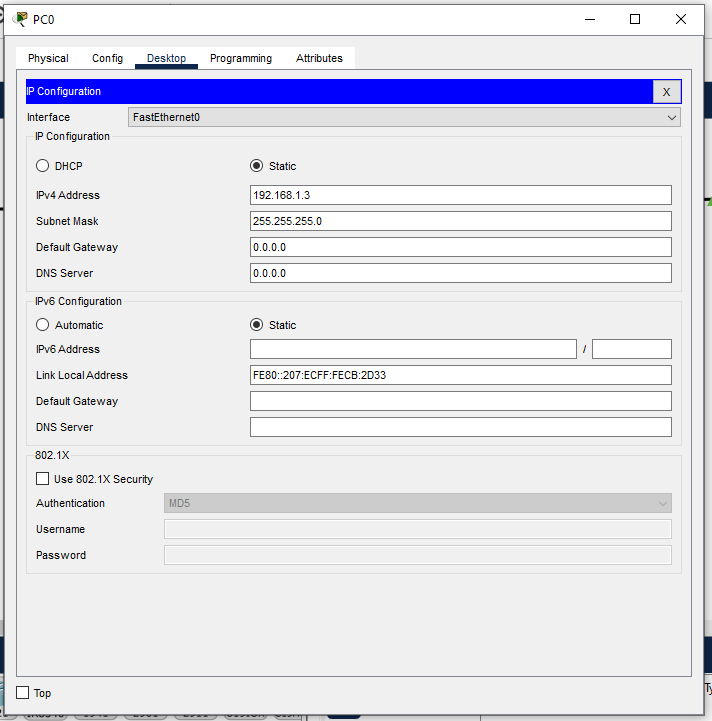 PC0
Physical Config Desktop Programming Attributes
IP Configuration X
Interface FastEthernet0
IP Configuration
DHCP Static
IPv4 Address 192.168.1.3
Subnet Mask 255.255.255.0
Default Gateway 0.0.0.0
DNS Server 0.0.0.0
IPv6 Configuration
Automatic Static
IPv6 Address /
Link Local Address FE80::207:ECFF:FECB:2D33
Default Gateway
DNS Server
802.1X
Use 802.1X Security
Authentication MD5
Username
Password
Top